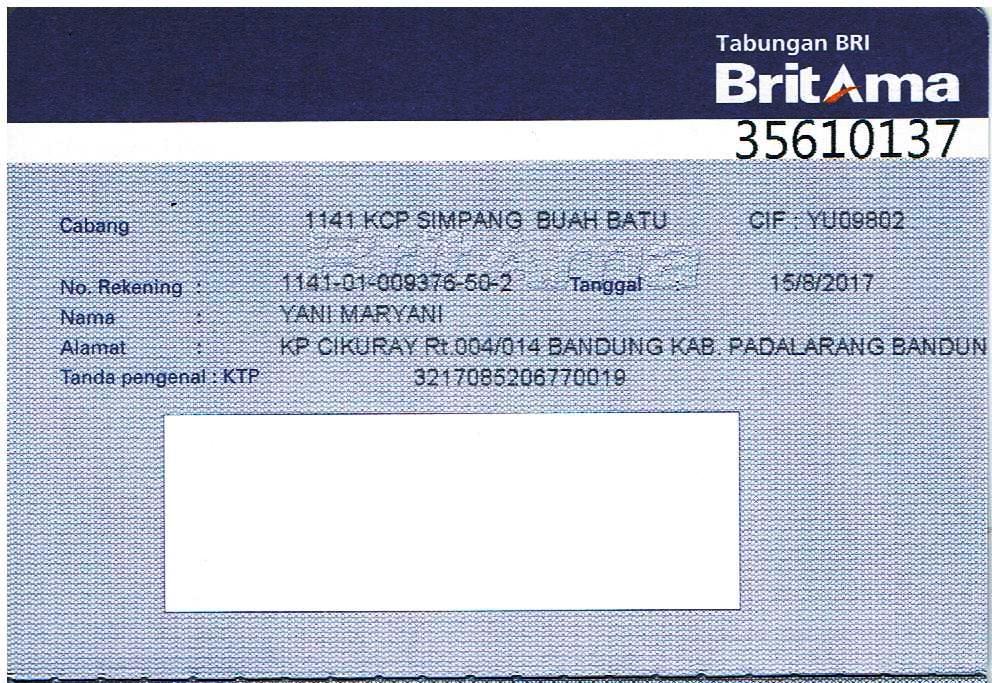 Tabungan BRI
BritAma
35610137
Cabang 1141 KCP SIMPANG BUAH BATU CIF : YU09802
No. Rekening : 1141-01-009376-50-2 Tanggal : 15/8/2017
Nama : YANI MARYANI
Alamat : KP CIKURAY Rt.004/014 BANDUNG KAB. PADALARANG BANDUN
Tanda pengenal : KTP 3217085206770019